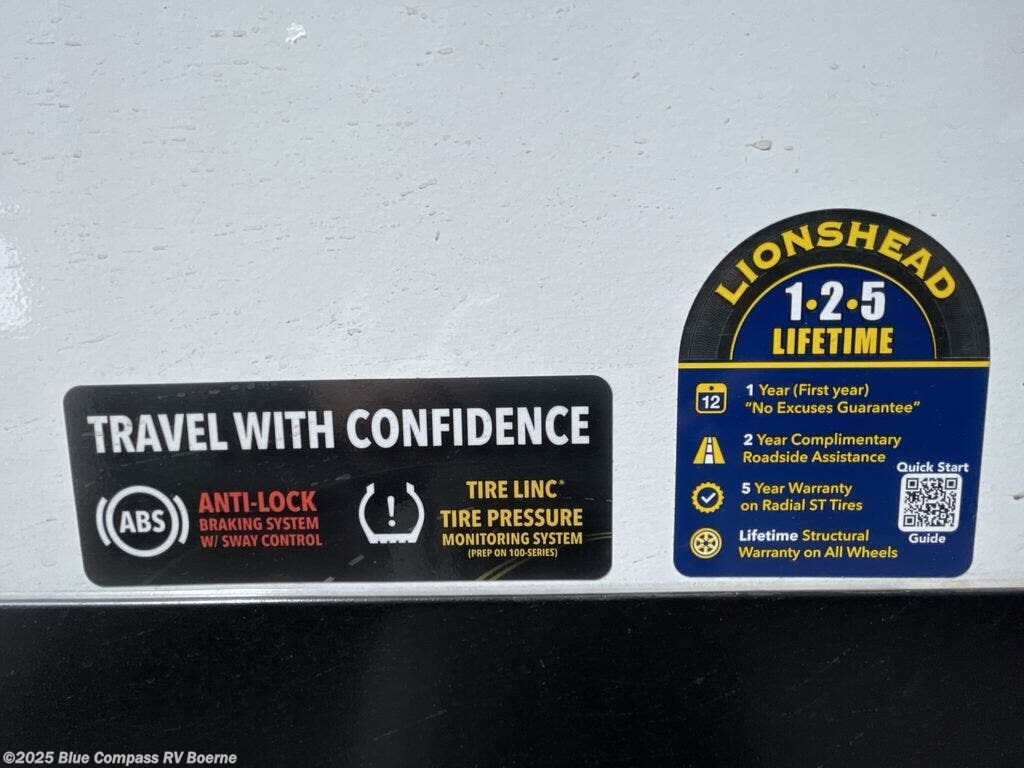 TRAVEL WITH CONFIDENCE
ABS
ANTI-LOCK
BRAKING SYSTEM
W/ SWAY CONTROL
!
TIRE LINC®
TIRE PRESSURE
MONITORING SYSTEM
(PREP ON 100-SERIES)
LIONSHEAD
1•2•5
LIFETIME
12
1 Year (First year)
"No Excuses Guarantee"
2 Year Complimentary
Roadside Assistance
5 Year Warranty
on Radial ST Tires
Lifetime Structural
Warranty on All Wheels
Quick Start
Guide
©2025 Blue Compass RV Boerne